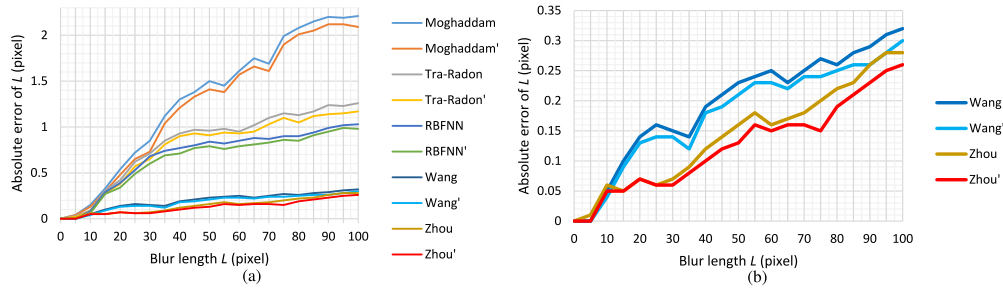 2
1.5
1
0.5
0
Absolute error of L (pixel)
0 10 20 30 40 50 60 70 80 90 100
Blur length L (pixel)
(a)
Moghaddam
Moghaddam'
Tra-Radon
Tra-Radon'
RBFNN
RBFNN'
Wang
Wang'
Zhou
Zhou'
0.35
0.3
0.25
0.2
0.15
0.1
0.05
0
Absolute error of L (pixel)
0 10 20 30 40 50 60 70 80 90 100
Blur length L (pixel)
(b)
Wang
Wang'
Zhou
Zhou'